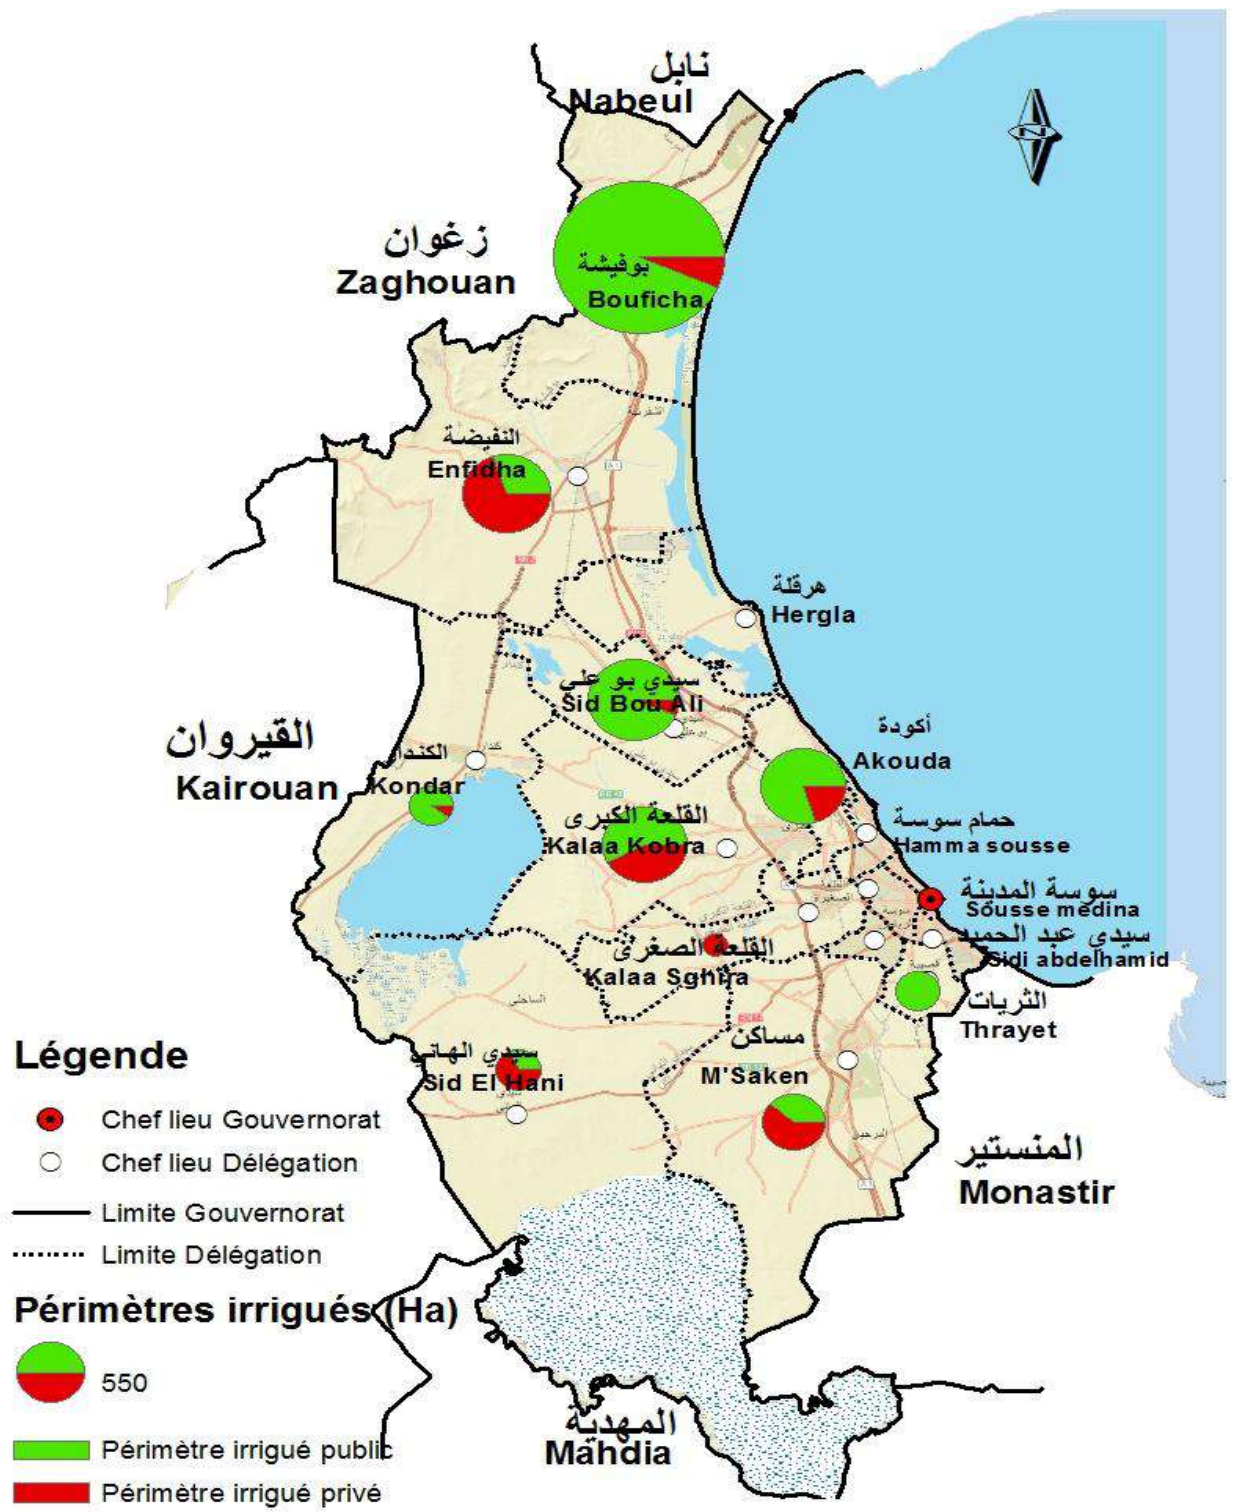 نابل
Nabeul
زغوان
Zaghouan
بوفيشة
Bouficha
النفيضة
Enfidha
هرقلة
Hergla
سيدي بو علي
Sid Bou Ali
القيروان
Kairouan
الكندار
Kondar
أكودة
Akouda
القلعة الكبرى
Kalaa Kobra
حمام سوسة
Hamma sousse
سوسة المدينة
Sousse medina
سيدي عبد الحميد
Sidi abdelhamid
القلعة الصغرى
Kalaa Sghira
الثريات
Thrayet
مساكن
M'Saken
سيدي الهاني
Sid El Hani
المنستير
Monastir
المهدية
Mahdia
N
Légende
Chef lieu Gouvernorat
Chef lieu Délégation
Limite Gouvernorat
Limite Délégation
Périmètres irrigués (Ha)
550
Périmètre irrigué public
Périmètre irrigué privé